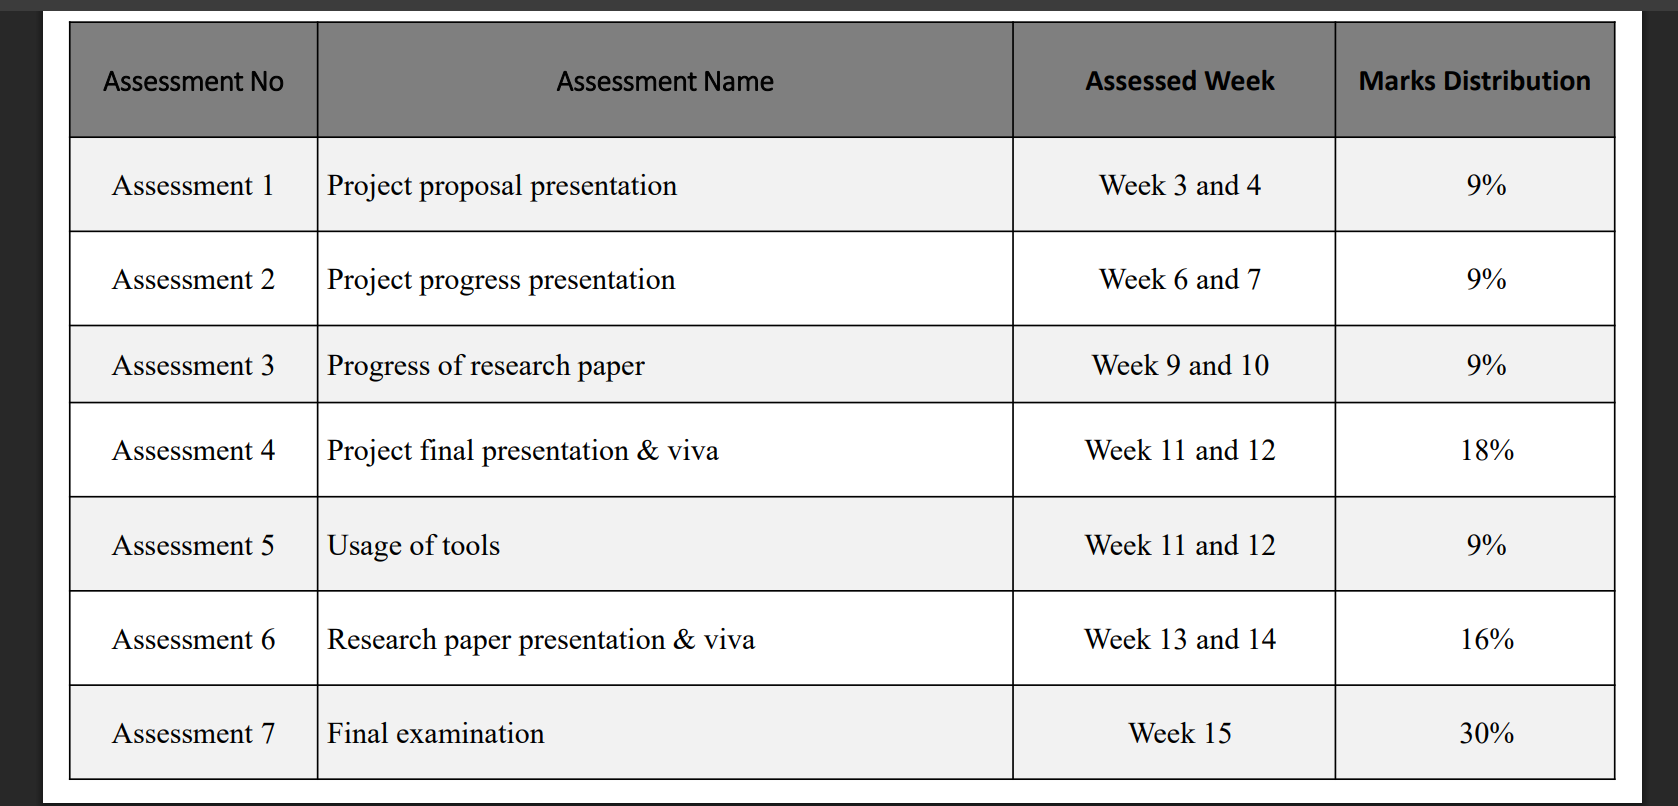 Assessment No Assessment Name Assessed Week Marks Distribution
Assessment 1 Project proposal presentation Week 3 and 4 9%
Assessment 2 Project progress presentation Week 6 and 7 9%
Assessment 3 Progress of research paper Week 9 and 10 9%
Assessment 4 Project final presentation & viva Week 11 and 12 18%
Assessment 5 Usage of tools Week 11 and 12 9%
Assessment 6 Research paper presentation & viva Week 13 and 14 16%
Assessment 7 Final examination Week 15 30%